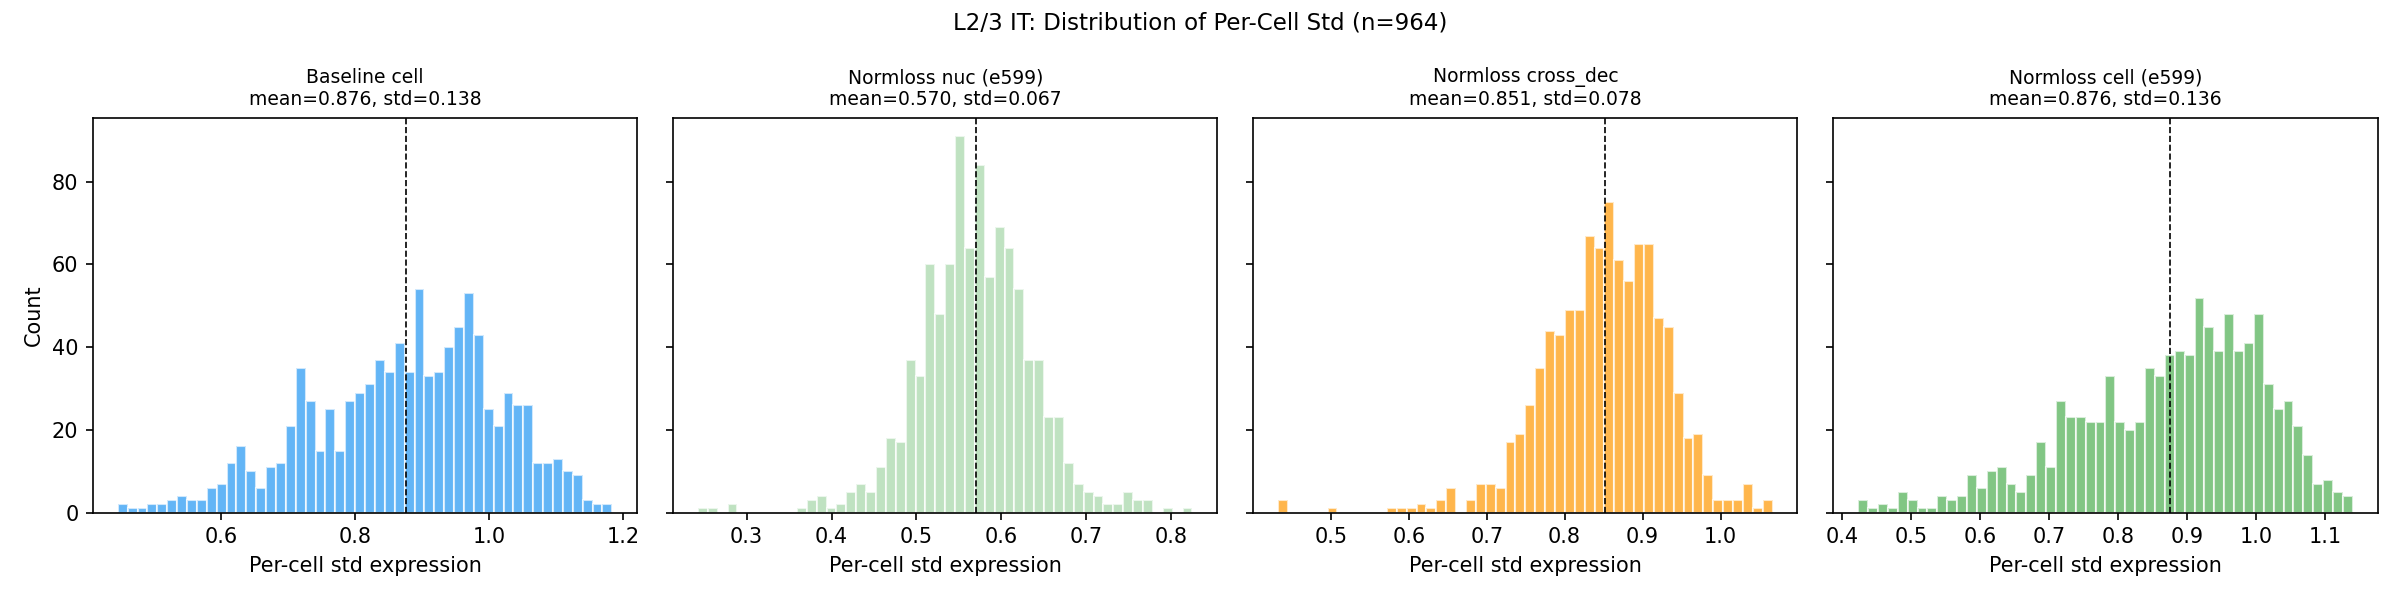 L2/3 IT: Distribution of Per-Cell Std (n=964)
Baseline cell
mean=0.876, std=0.138
Normloss nuc (e599)
mean=0.570, std=0.067
Normloss cross_dec
mean=0.851, std=0.078
Normloss cell (e599)
mean=0.876, std=0.136
Count
80
60
40
20
0
0.6 0.8 1.0 1.2
0.3 0.4 0.5 0.6 0.7 0.8
0.5 0.6 0.7 0.8 0.9 1.0
0.4 0.5 0.6 0.7 0.8 0.9 1.0 1.1
Per-cell std expression
Per-cell std expression
Per-cell std expression
Per-cell std expression